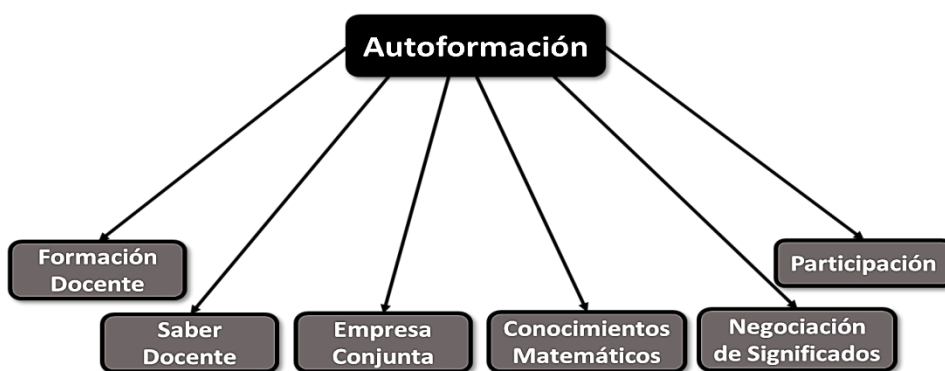 Autoformación
Formación
Docente
Participación
Saber
Docente
Empresa
Conjunta
Conocimientos
Matemáticos
Negociación
de Significados